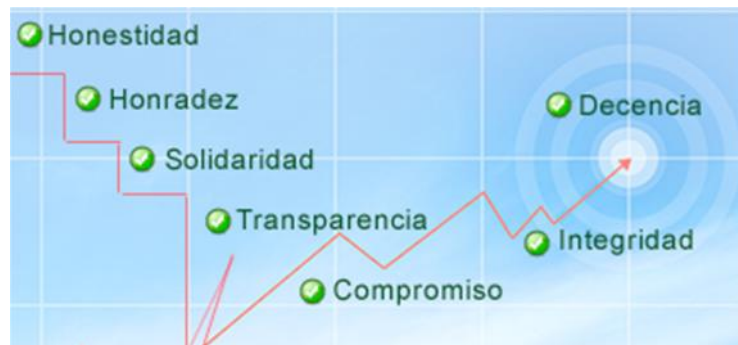 Honestidad
Honradez
Decencia
Solidaridad
Transparencia
Integridad
Compromiso